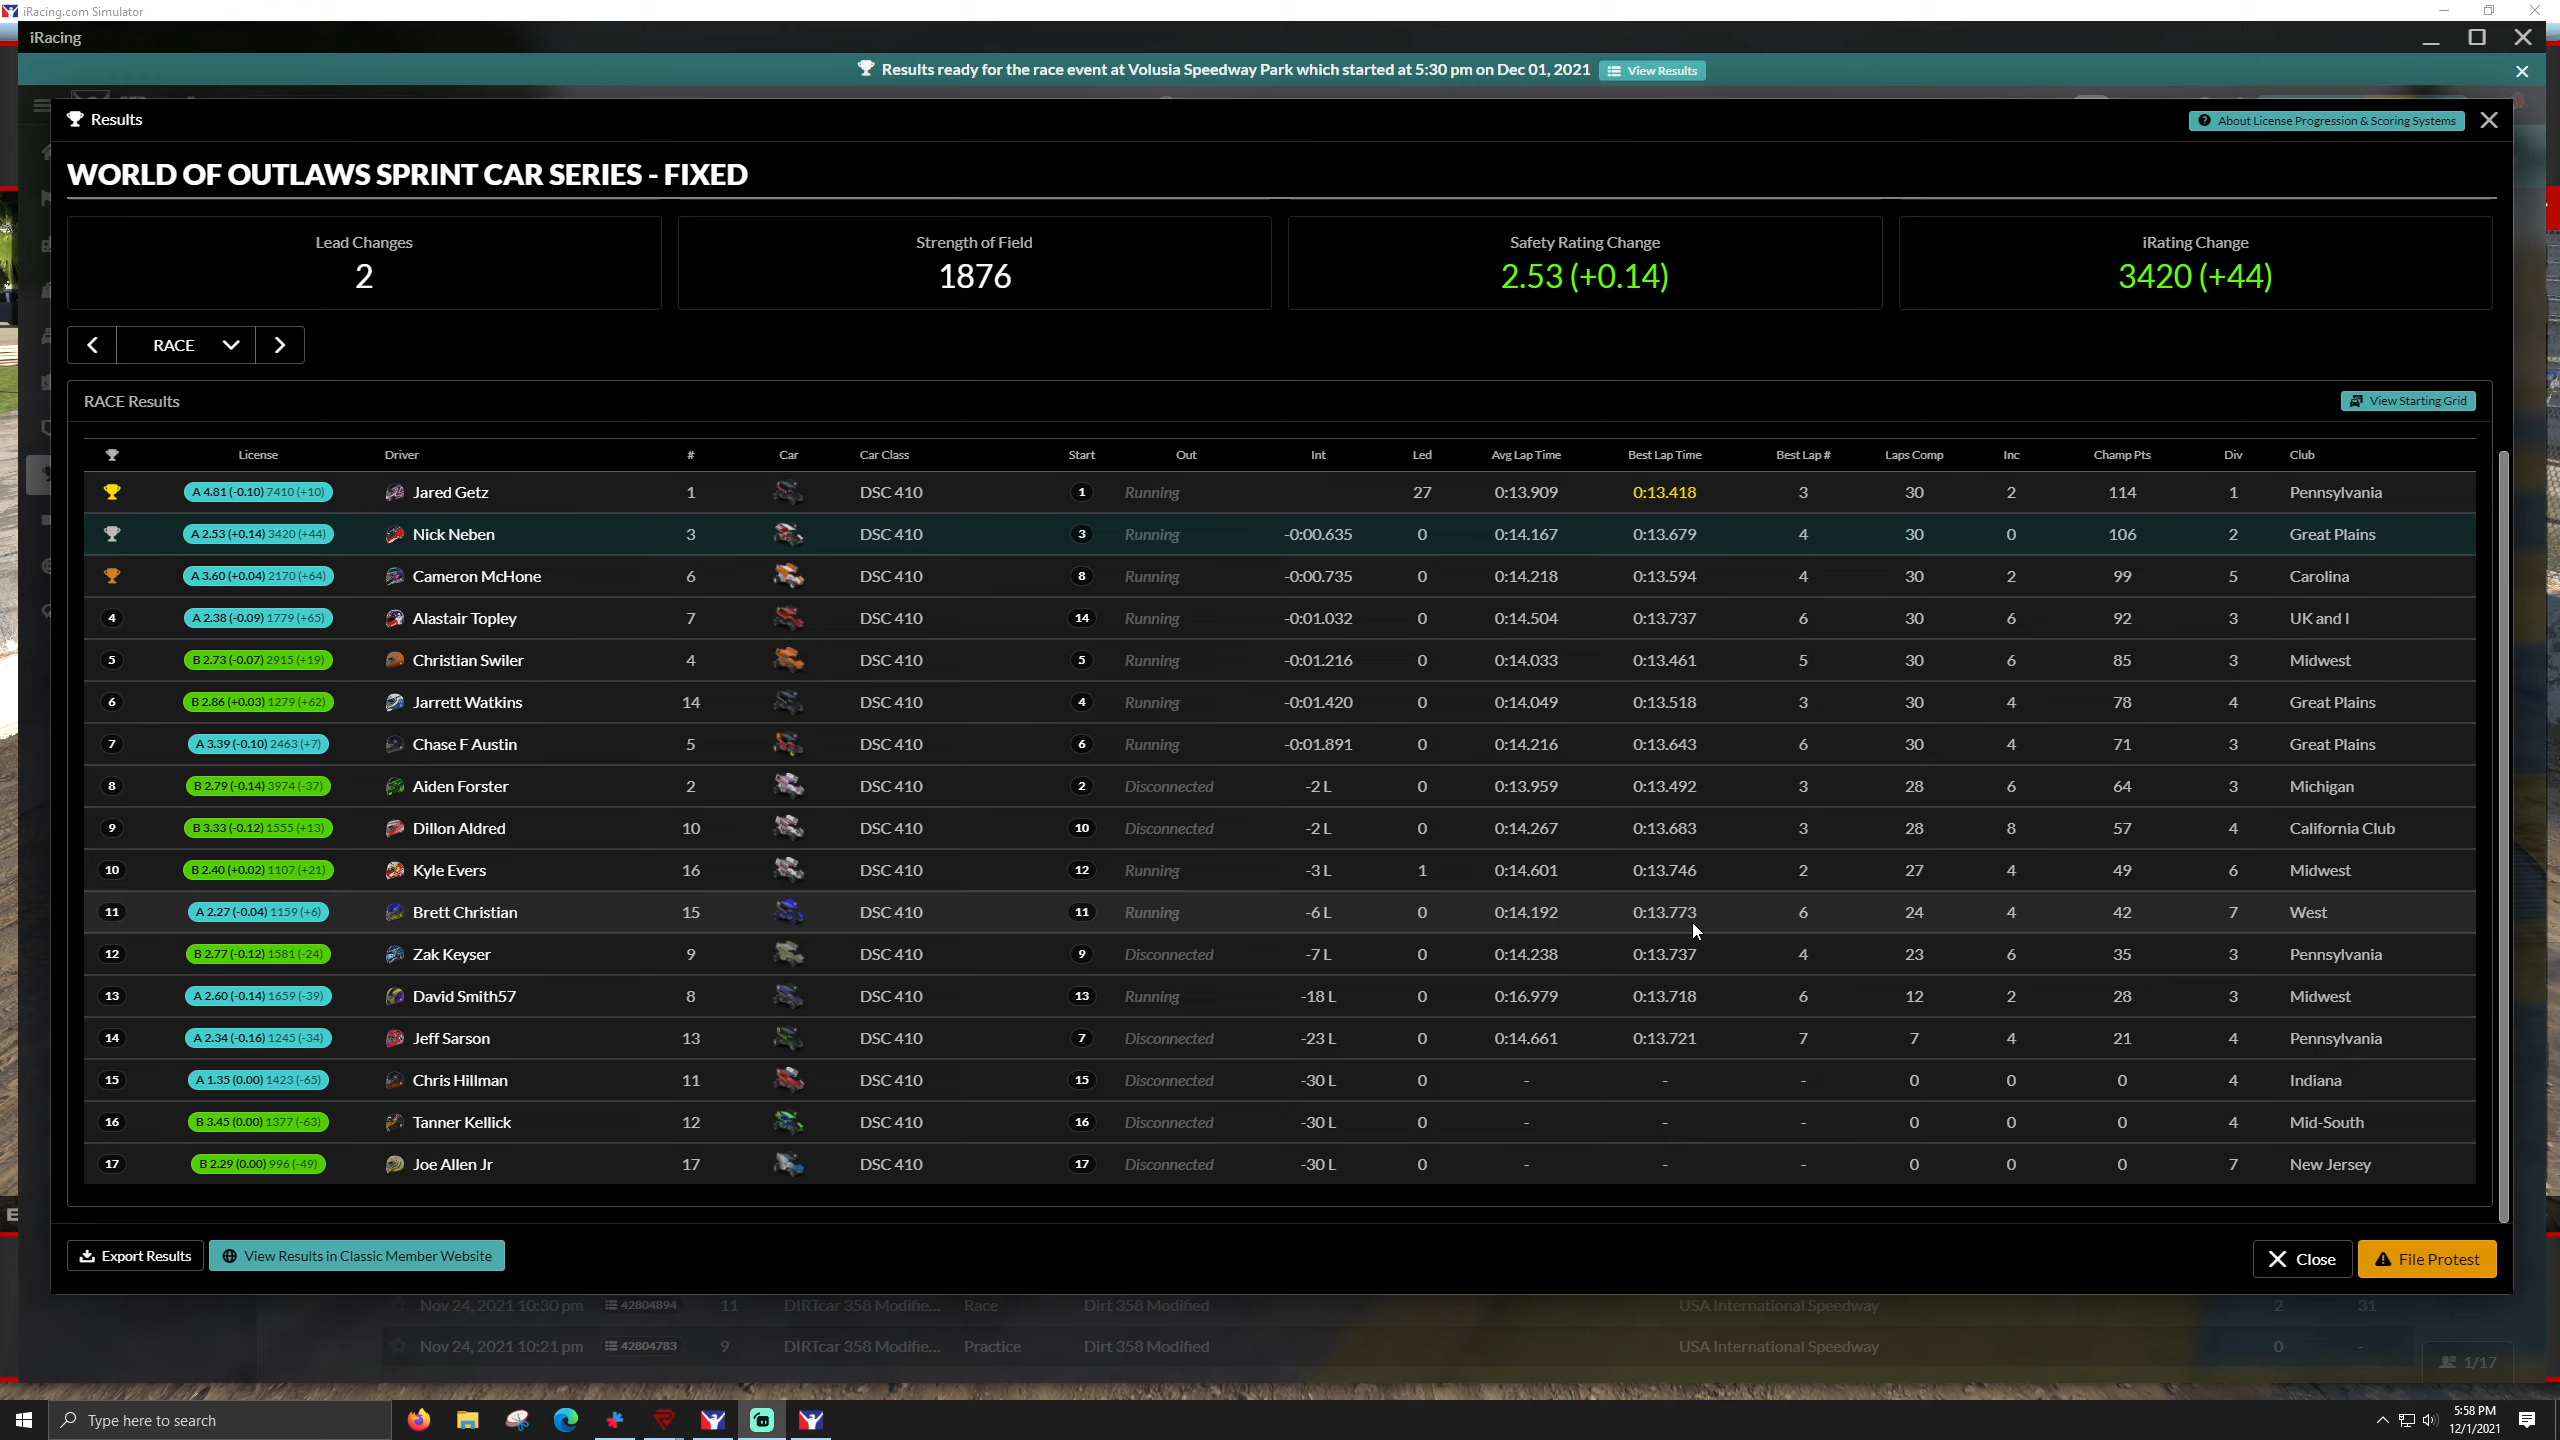 iRacing.com Simulator
iRacing
Results ready for the race event at Volusia Speedway Park which started at 5:30 pm on Dec 01, 2021 View Results
Results About License Progression & Scoring Systems
WORLD OF OUTLAWS SPRINT CAR SERIES - FIXED
Lead Changes Strength of Field Safety Rating Change iRating Change
2 1876 2.53 (+0.14) 3420 (+44)
RACE
RACE Results View Starting Grid
License Driver # Car Car Class Start Out Int Led Avg Lap Time Best Lap Time Best Lap # Laps Comp Inc Champ Pts Div Club
A 4.81 (-0.10) 7410 (+10) Jared Getz 1 DSC 410 1 Running 27 0:13.909 0:13.418 3 30 2 114 1 Pennsylvania
A 2.53 (+0.14) 3420 (+44) Nick Neben 3 DSC 410 3 Running -0:00.635 0 0:14.167 0:13.679 4 30 0 106 2 Great Plains
A 3.60 (+0.04) 2170 (+64) Cameron McHone 6 DSC 410 8 Running -0:00.735 0 0:14.218 0:13.594 4 30 2 99 5 Carolina
4 A 2.38 (-0.09) 1779 (+65) Alastair Topley 7 DSC 410 14 Running -0:01.032 0 0:14.504 0:13.737 6 30 6 92 3 UK and I
5 B 2.73 (-0.07) 2915 (+19) Christian Swiler 4 DSC 410 5 Running -0:01.216 0 0:14.033 0:13.461 5 30 6 85 3 Midwest
6 B 2.86 (+0.03) 1279 (+62) Jarrett Watkins 14 DSC 410 4 Running -0:01.420 0 0:14.049 0:13.518 3 30 4 78 4 Great Plains
7 A 3.39 (-0.10) 2463 (+7) Chase F Austin 5 DSC 410 6 Running -0:01.891 0 0:14.216 0:13.643 6 30 4 71 3 Great Plains
8 B 2.79 (-0.14) 3974 (-37) Aiden Forster 2 DSC 410 2 Disconnected -2 L 0 0:13.959 0:13.492 3 28 6 64 3 Michigan
9 B 3.33 (-0.12) 1555 (+13) Dillon Aldred 10 DSC 410 10 Disconnected -2 L 0 0:14.267 0:13.683 3 28 8 57 4 California Club
10 B 2.40 (+0.02) 1107 (+21) Kyle Evers 16 DSC 410 12 Running -3 L 1 0:14.601 0:13.746 2 27 4 49 6 Midwest
11 A 2.27 (-0.04) 1159 (+6) Brett Christian 15 DSC 410 11 Running -6 L 0 0:14.192 0:13.773 6 24 4 42 7 West
12 B 2.77 (-0.12) 1581 (-24) Zak Keyser 9 DSC 410 9 Disconnected -7 L 0 0:14.238 0:13.737 4 23 6 35 3 Pennsylvania
13 A 2.60 (-0.14) 1659 (-39) David Smith57 8 DSC 410 13 Running -18 L 0 0:16.979 0:13.718 6 12 2 28 3 Midwest
14 A 2.34 (-0.16) 1245 (-34) Jeff Sarson 13 DSC 410 7 Disconnected -23 L 0 0:14.661 0:13.721 7 7 4 21 4 Pennsylvania
15 A 1.35 (0.00) 1423 (-65) Chris Hillman 11 DSC 410 15 Disconnected -30 L 0 - - - 0 0 0 4 Indiana
16 B 3.45 (0.00) 1377 (-63) Tanner Kellick 12 DSC 410 16 Disconnected -30 L 0 - - - 0 0 0 4 Mid-South
17 B 2.29 (0.00) 996 (-49) Joe Allen Jr 17 DSC 410 17 Disconnected -30 L 0 - - - 0 0 0 7 New Jersey
Export Results View Results in Classic Member Website Close File Protest
Nov 24, 2021 10:30 pm 42804894 11 DIRTcar 358 Modifie... Race Dirt 358 Modified USA International Speedway 2 31
Nov 24, 2021 10:21 pm 42804783 9 DIRTcar 358 Modifie... Practice Dirt 358 Modified USA International Speedway 0 -
1/17
Type here to search
5:58 PM
12/1/2021